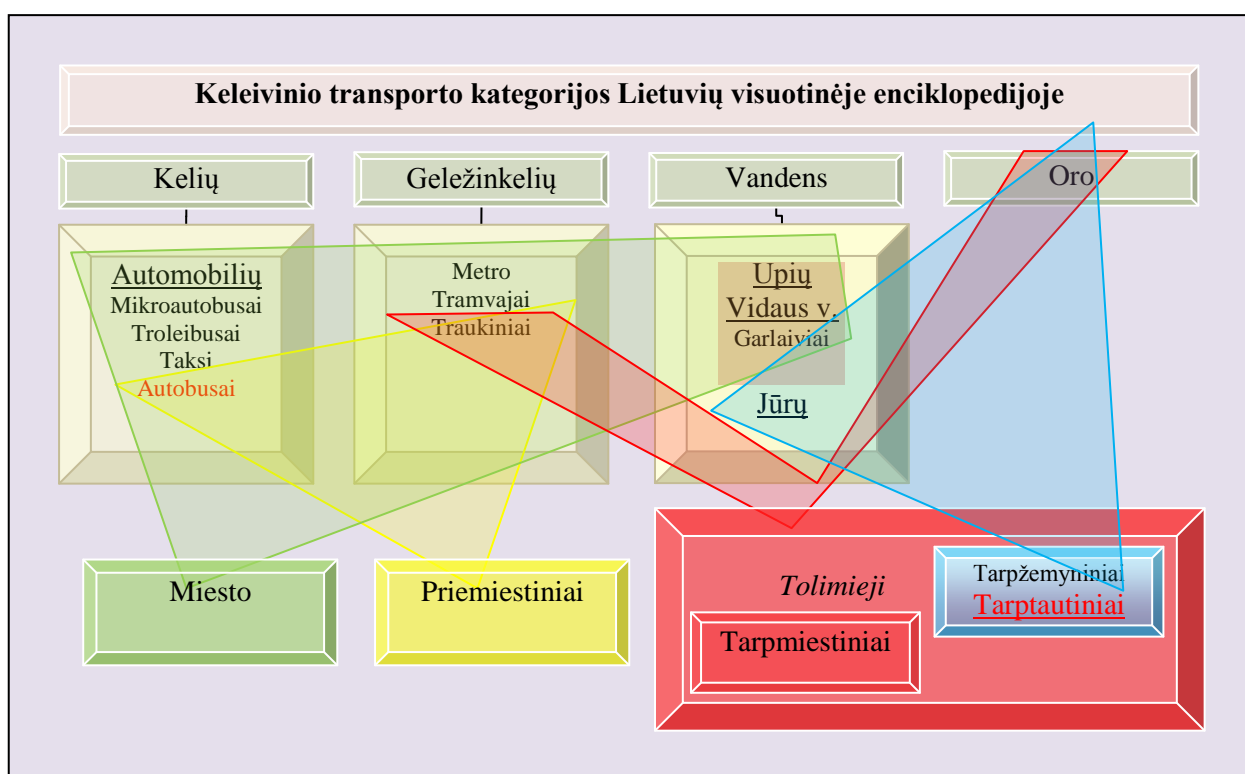 Keleivinio transporto kategorijos Lietuvių visuotinėje enciklopedijoje
Kelių
Geležinkelių
Vandens
Oro
Automobilių
Mikroautobusai
Troleibusai
Taksi
Autobusai
Metro
Tramvajai
Traukiniai
Upių
Vidaus v.
Garlaiviai
Jūrų
Miesto
Priemiestiniai
Tolimieji
Tarpmiestiniai
Tarpžemyniniai
Tarptautiniai